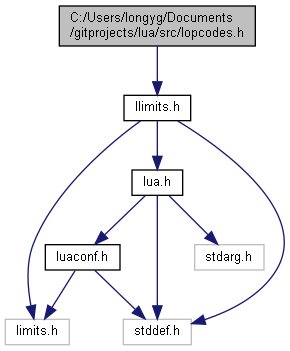 C:/Users/longyg/Documents
/gitprojects/lua/src/lopcodes.h
llimits.h
lua.h
luaconf.h
stdarg.h
limits.h
stddef.h